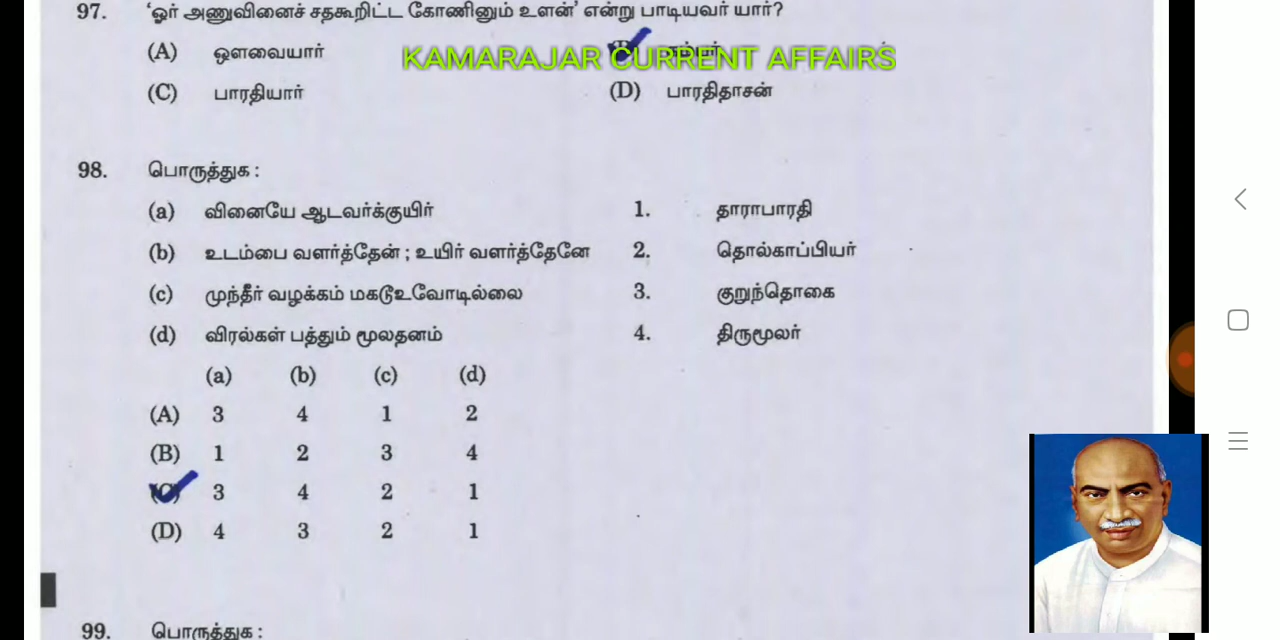 97. ‘ஓர் அணுவினைச் சதகூறிட்ட கோணினும் உளன்’ என்று பாடியவர் யார்?
(A) ஔவையார்
KAMARAJAR CURRENT AFFAIRS
(C) பாரதியார் (D) பாரதிதாசன்
98. பொருத்துக :
(a) வினையே ஆடவர்க்குயிர் 1. தாராபாரதி
(b) உடம்பை வளர்த்தேன் ; உயிர் வளர்த்தேனே 2. தொல்காப்பியர்
(c) முந்தீர் வழக்கம் மகடூஉவோடில்லை 3. குறுந்தொகை
(d) விரல்கள் பத்தும் மூலதனம் 4. திருமூலர்
(a) (b) (c) (d)
(A) 3 4 1 2
(B) 1 2 3 4
(C) 3 4 2 1
(D) 4 3 2 1
99. பொருத்துக :